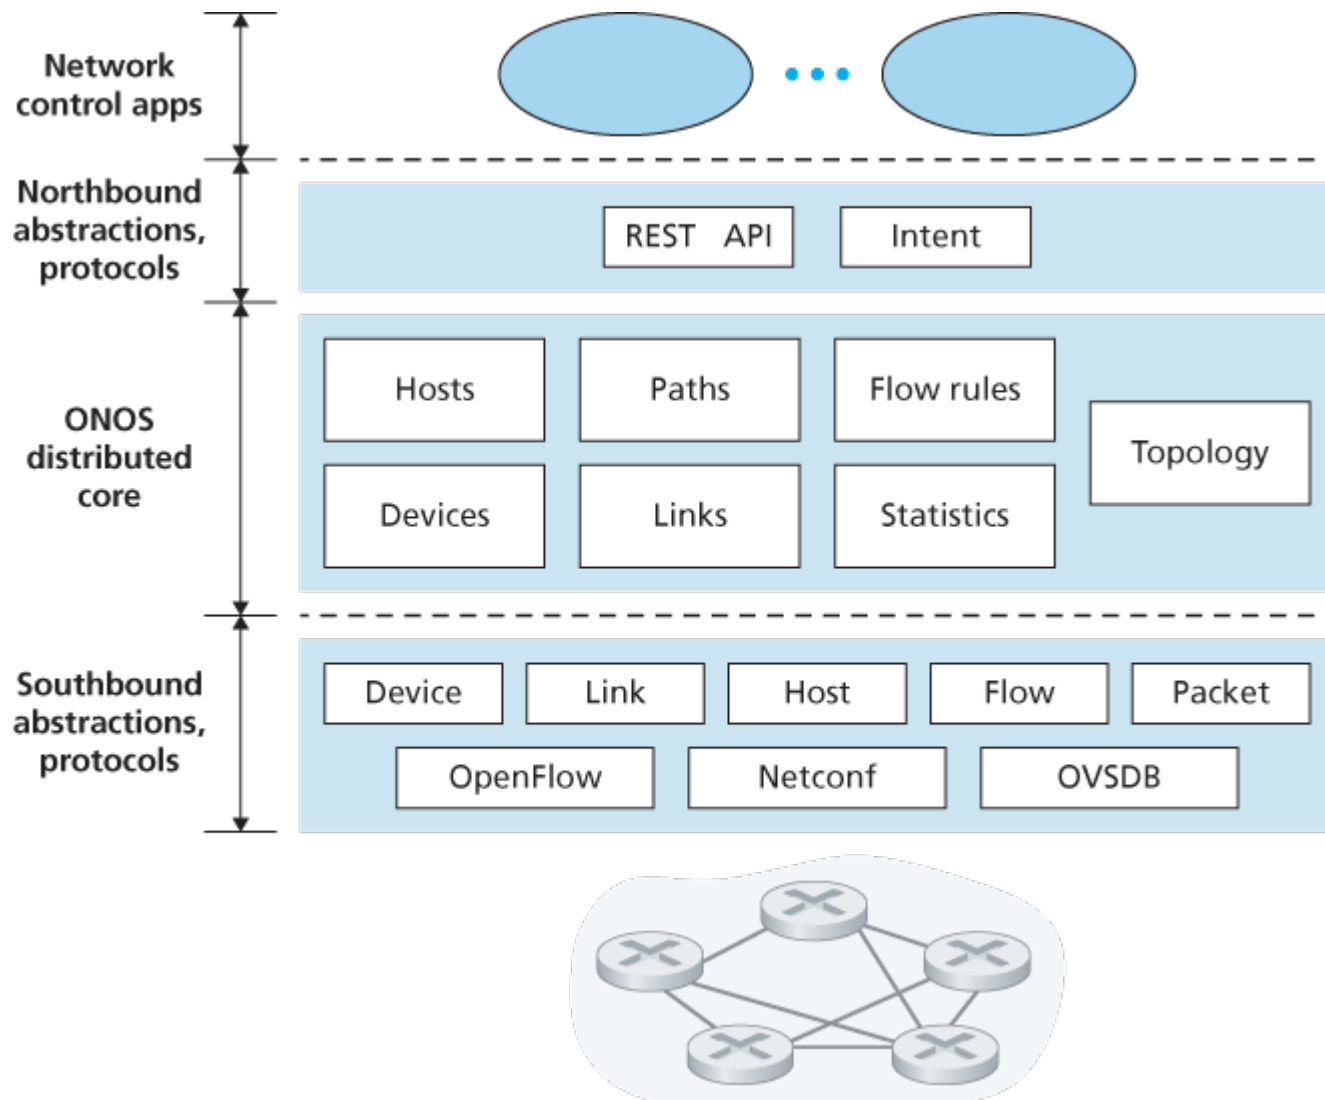 Network
control apps
Northbound
abstractions,
protocols
REST API
Intent
ONOS
distributed
core
Hosts
Paths
Flow rules
Topology
Devices
Links
Statistics
Southbound
abstractions,
protocols
Device
Link
Host
Flow
Packet
OpenFlow
Netconf
OVSDB